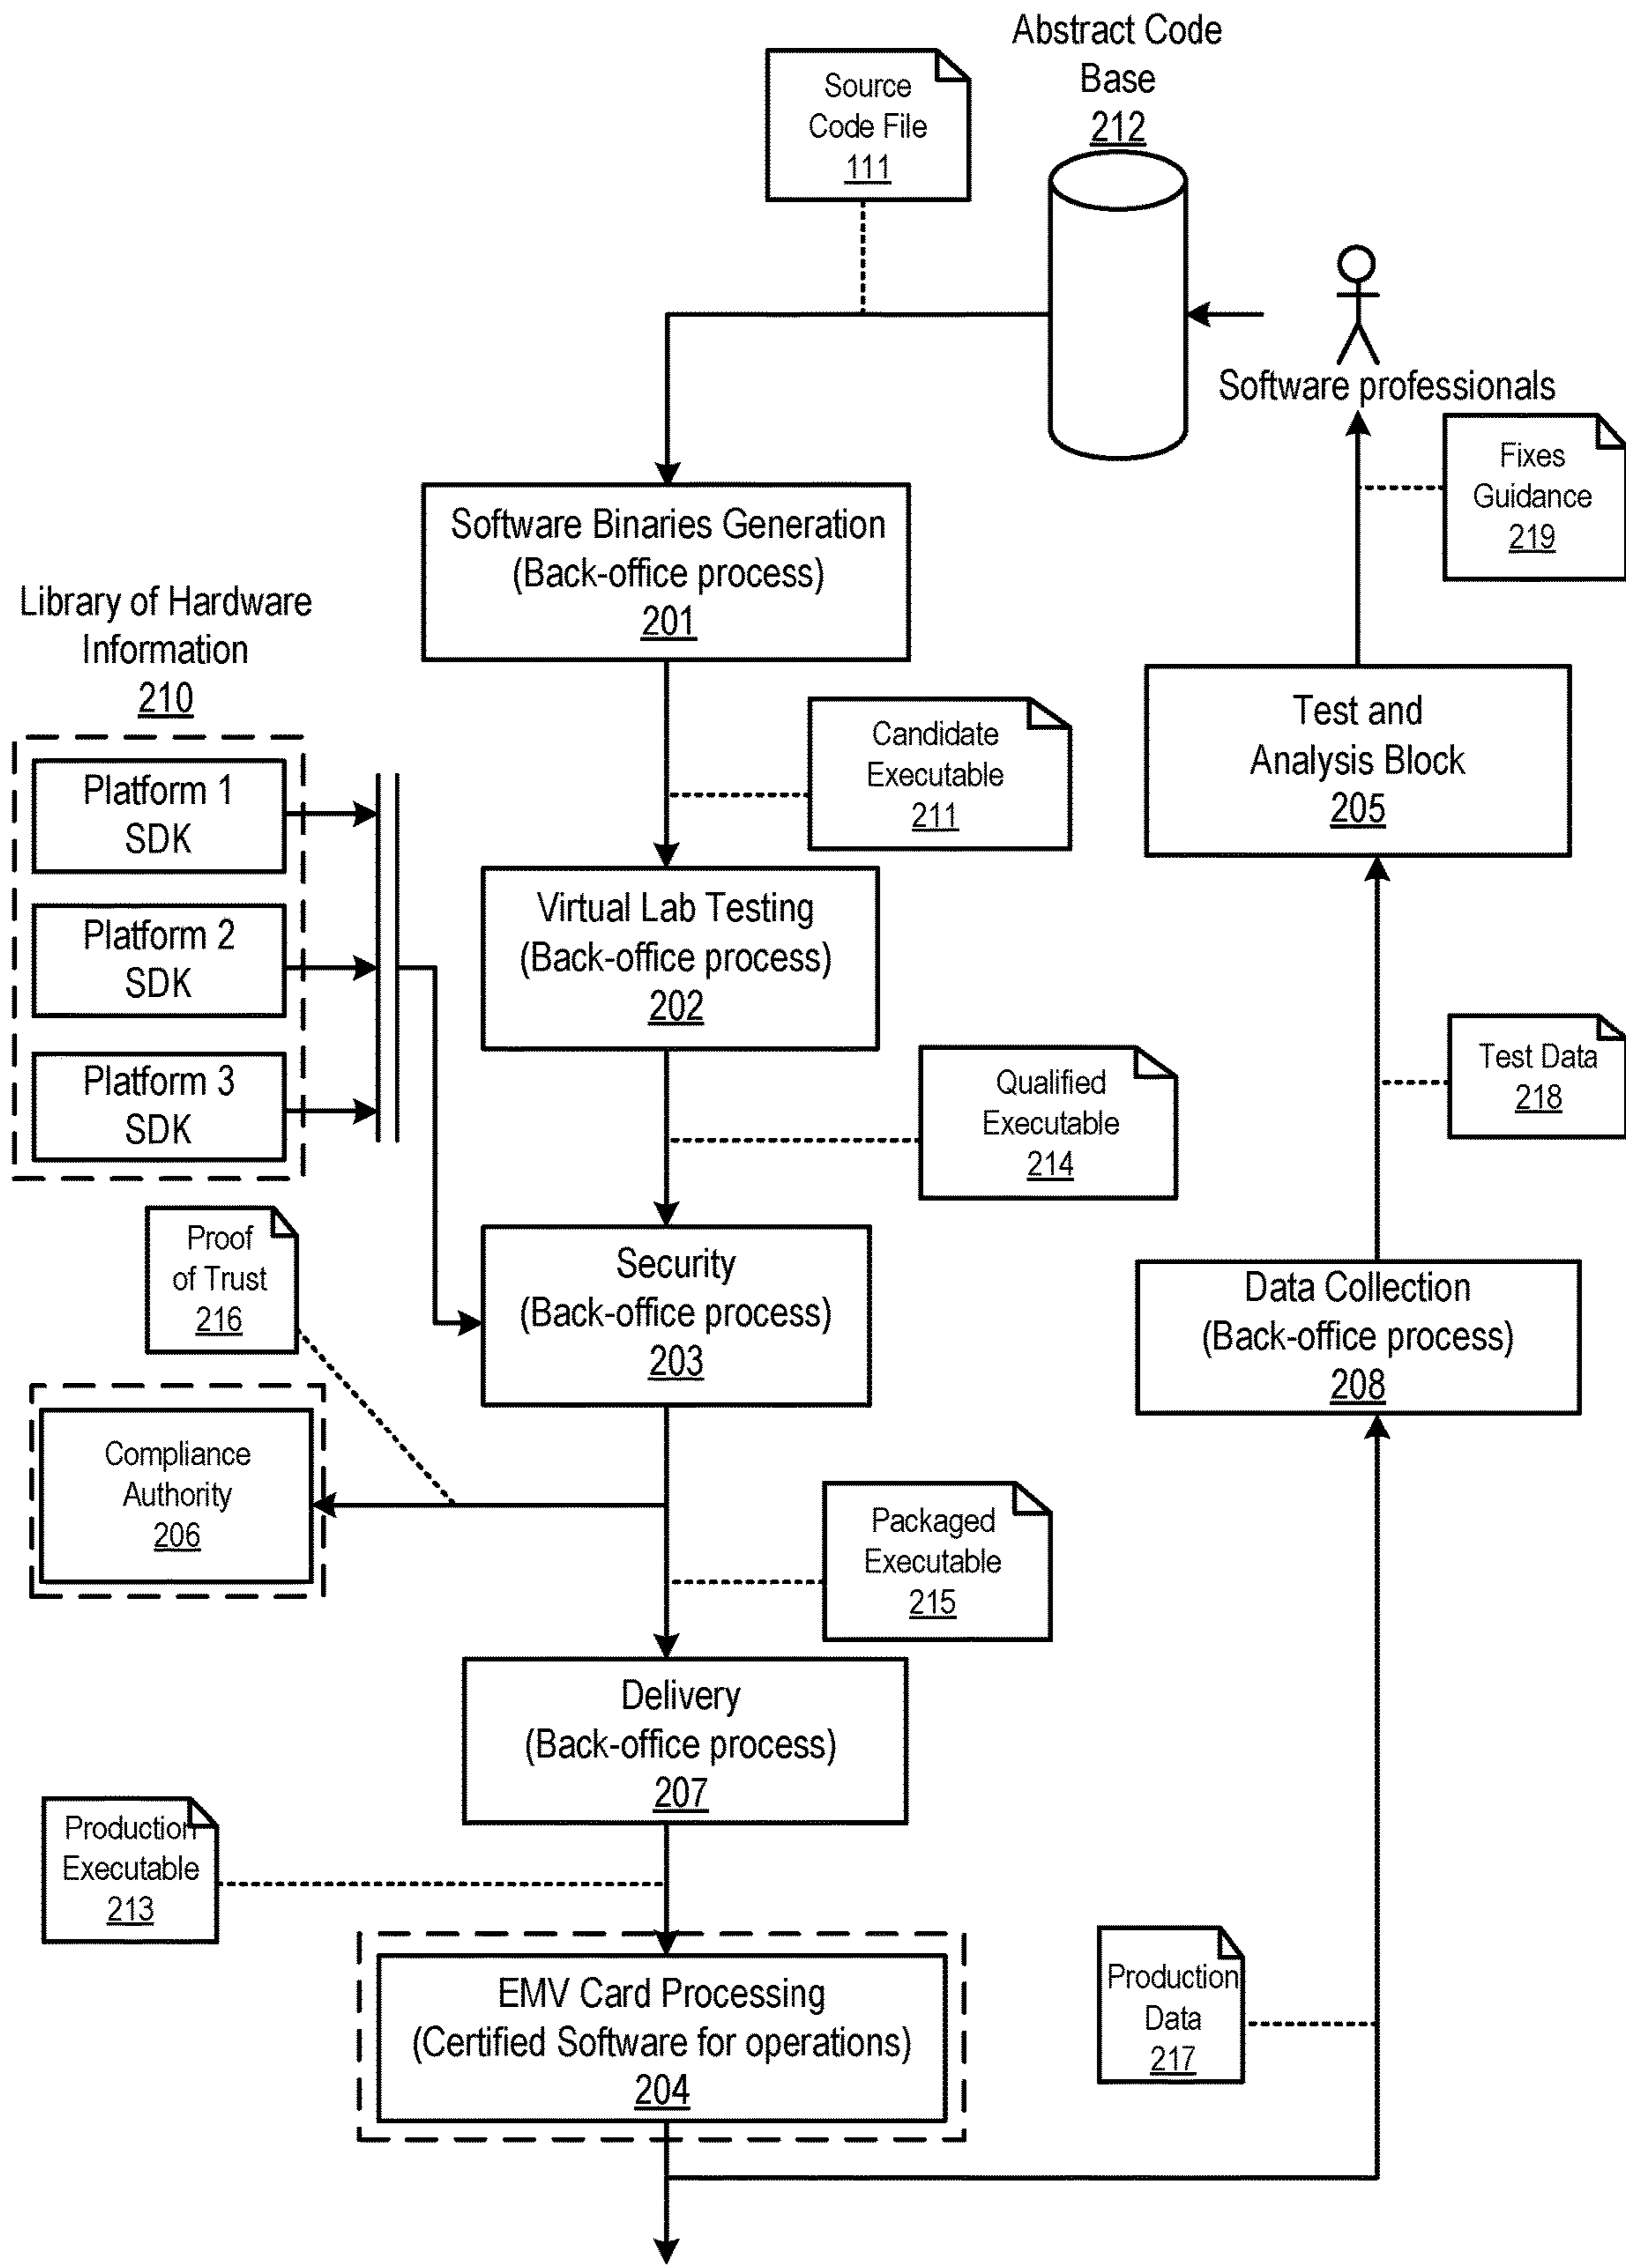 Abstract Code
Base
212
Source
Code File
111
Software professionals
Fixes
Guidance
219
Software Binaries Generation
(Back-office process)
201
Library of Hardware
Information
210
Platform 1
SDK
Platform 2
SDK
Platform 3
SDK
Candidate
Executable
211
Test and
Analysis Block
205
Virtual Lab Testing
(Back-office process)
202
Qualified
Executable
214
Test Data
218
Proof
of Trust
216
Security
(Back-office process)
203
Data Collection
(Back-office process)
208
Compliance
Authority
206
Packaged
Executable
215
Delivery
(Back-office process)
207
Production
Executable
213
EMV Card Processing
(Certified Software for operations)
204
Production
Data
217